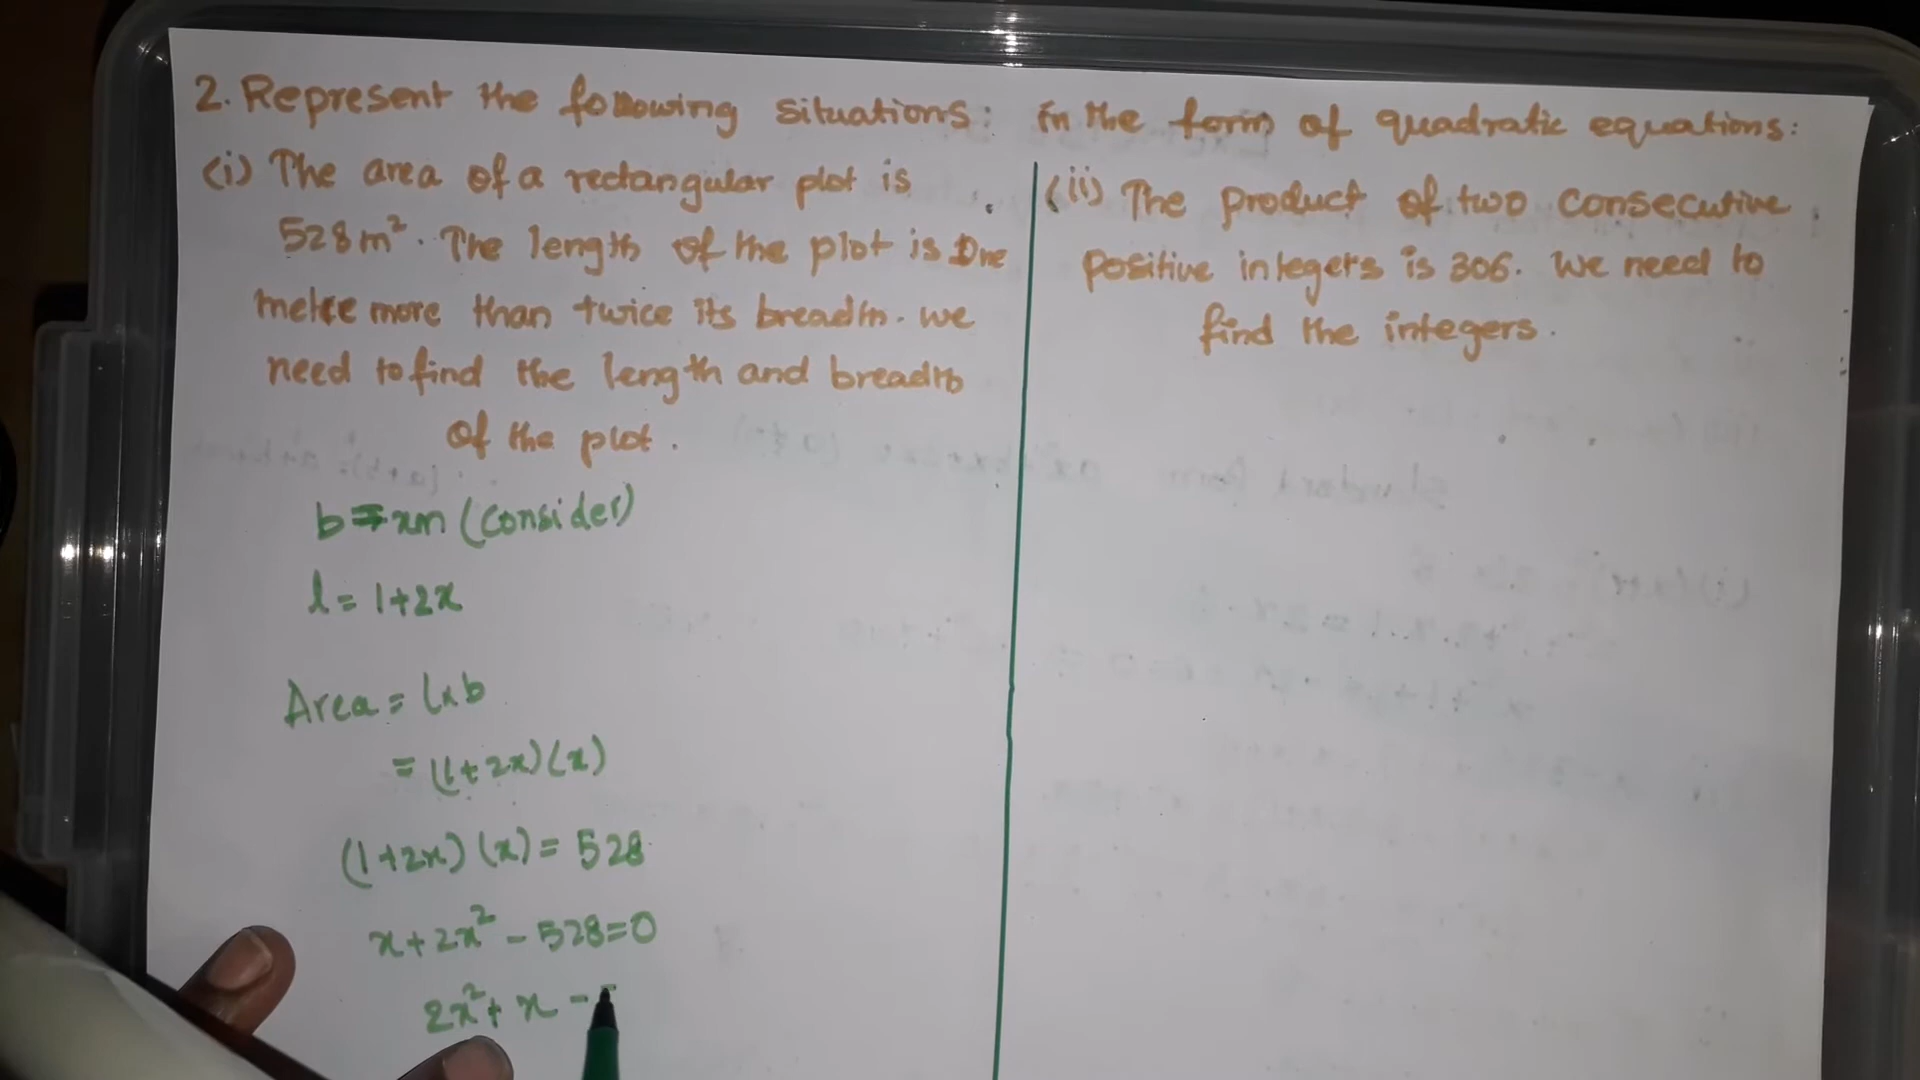 2. Represent the following situations: in the form of quadratic equations:
(i) The area of a rectangular plot is
528m². The length of the plot is One
metre more than twice its breadth. we
need to find the length and breadth
of the plot.
b = xm (consider)
l = 1+2x
Area = l×b
= (1+2x)(x)
(1+2x)(x) = 528
x+2x² - 528=0
2x²+ x -
(ii) The product of two consecutive
positive integers is 306. We need to
find the integers.